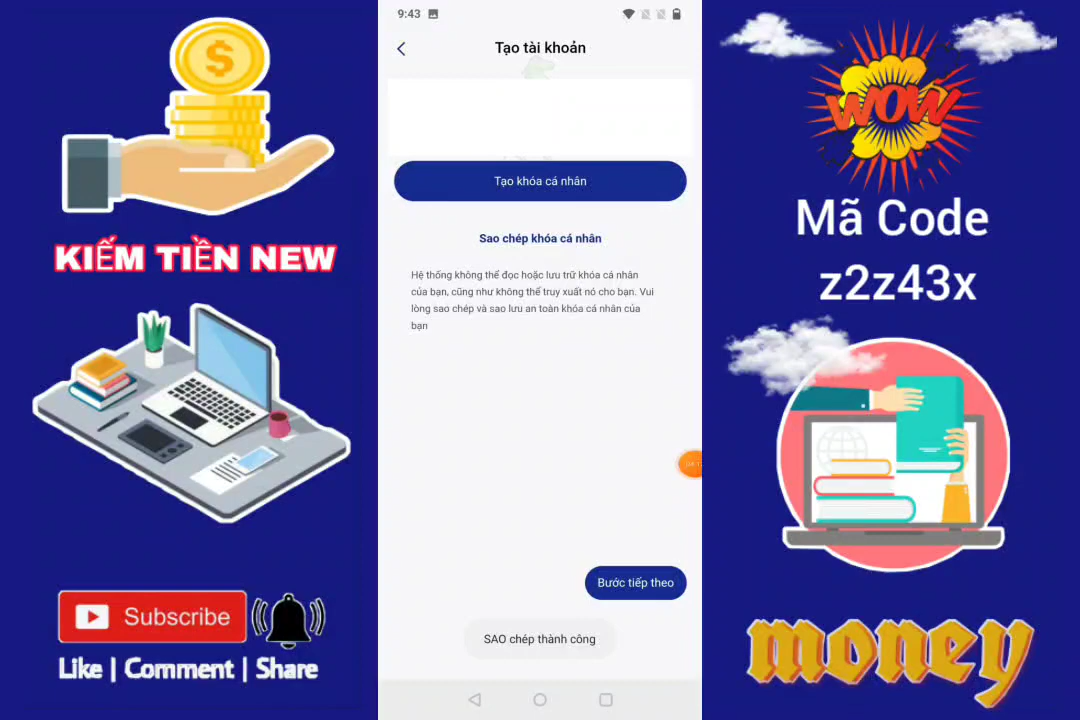 KIẾM TIỀN NEW
Subscribe
Like | Comment | Share
9:43
Tạo tài khoản
Tạo khóa cá nhân
Sao chép khóa cá nhân
Hệ thống không thể đọc hoặc lưu trữ khóa cá nhân
của bạn, cũng như không thể truy xuất nó cho bạn. Vui
lòng sao chép và sao lưu an toàn khóa cá nhân của
bạn
Bước tiếp theo
SAO chép thành công
WOW
Mã Code
z2z43x
money